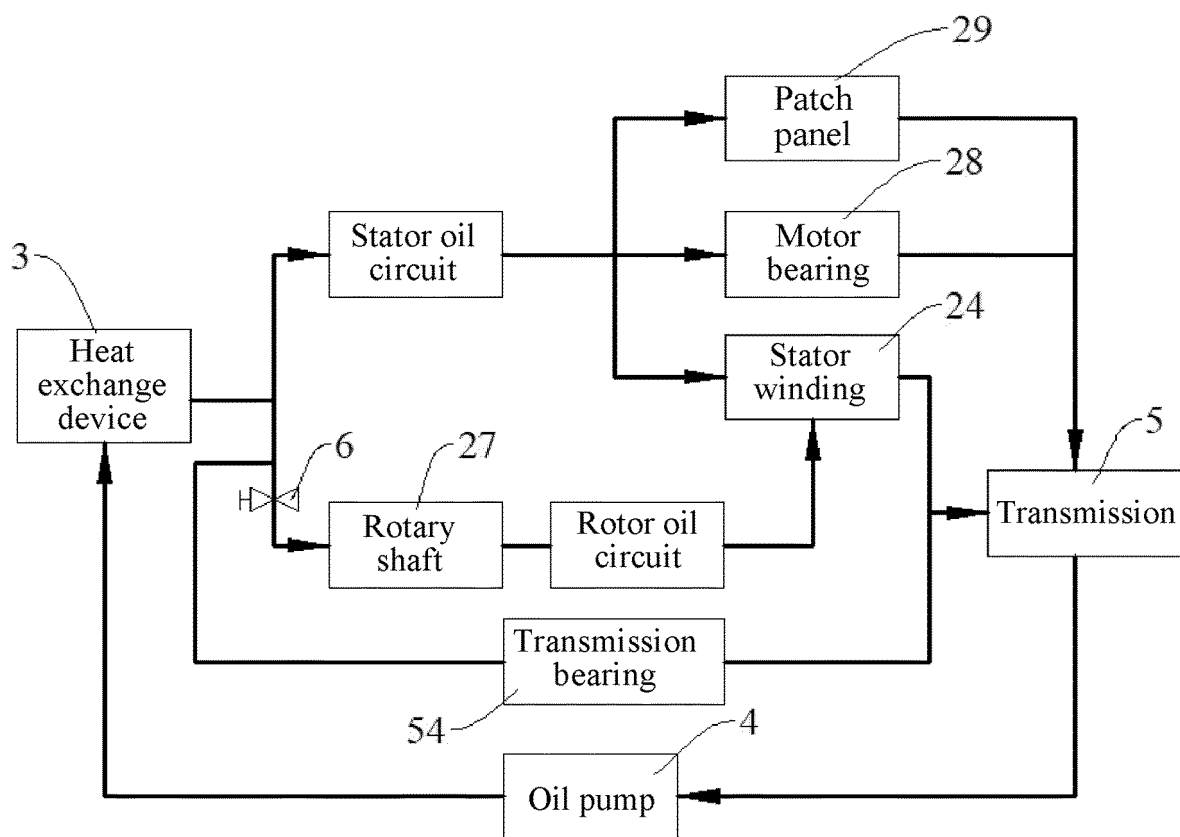 29
Patch
panel
28
Stator oil
circuit
Motor
bearing
3
24
Heat
exchange
device
Stator
winding
6
27
5
Rotary
shaft
Rotor oil
circuit
Transmission
Transmission
bearing
54
4
Oil pump